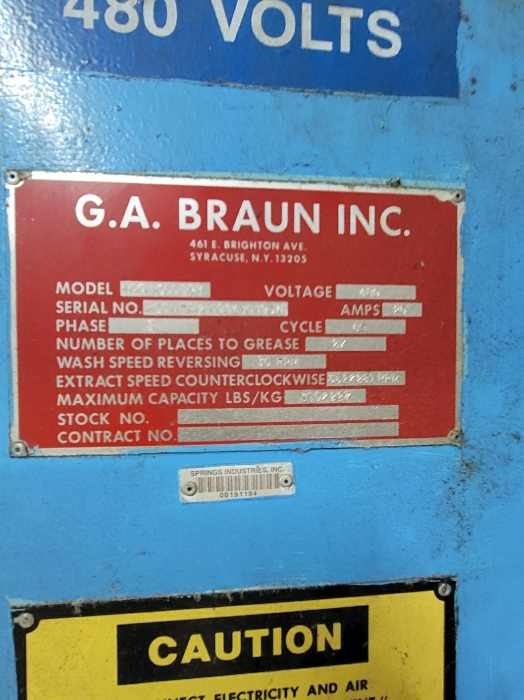 480 VOLTS
G.A. BRAUN INC.
461 E. BRIGHTON AVE.
SYRACUSE, N.Y. 13205
MODEL VOLTAGE
SERIAL NO. AMPS
PHASE CYCLE
NUMBER OF PLACES TO GREASE
WASH SPEED REVERSING
EXTRACT SPEED COUNTERCLOCKWISE
MAXIMUM CAPACITY LBS/KG
STOCK NO.
CONTRACT NO.
SPRINGS INDUSTRIES, INC.
00191194
CAUTION
ELECTRICITY AND AIR